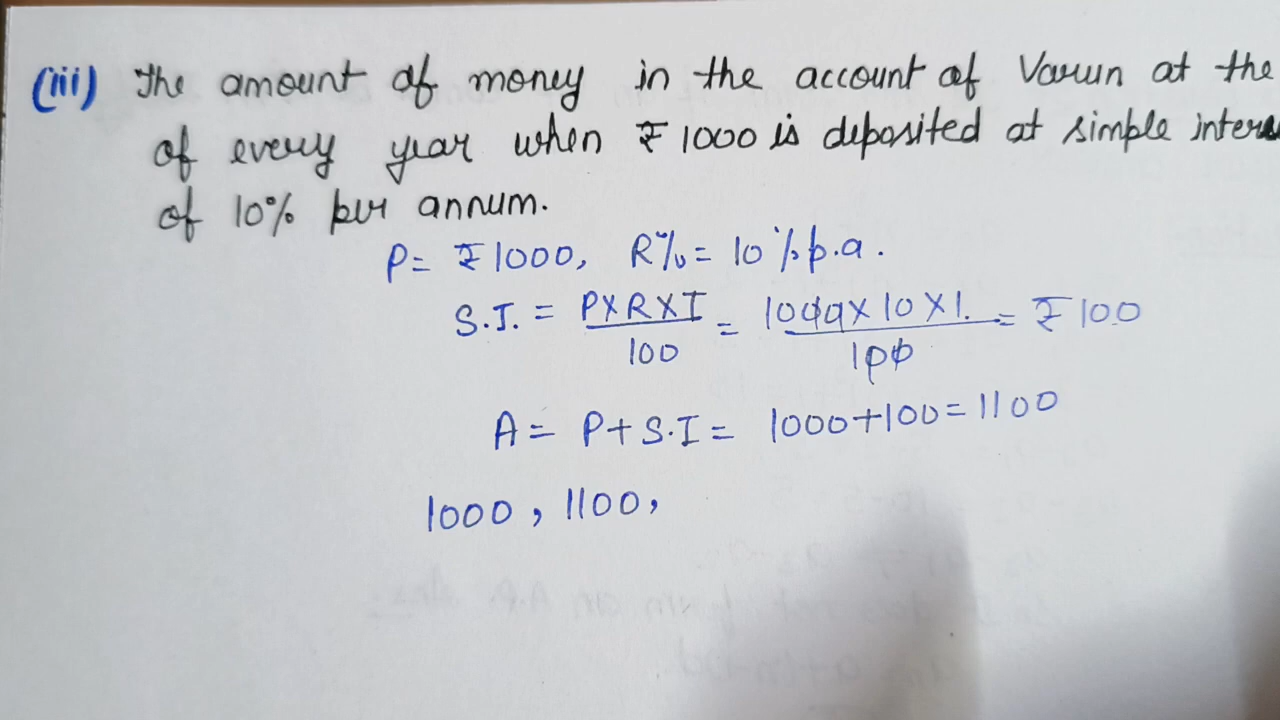 (iii) The amount of money in the account of Varun at the
of every year when ₹ 1000 is deposited at simple
of 10% per annum.
P= ₹ 1000, R%= 10 % p.a.
S.I. = P×R×T/100 = 1000×10×1./100 = ₹ 100
A= P+S.I = 1000+100=1100
1000, 1100,